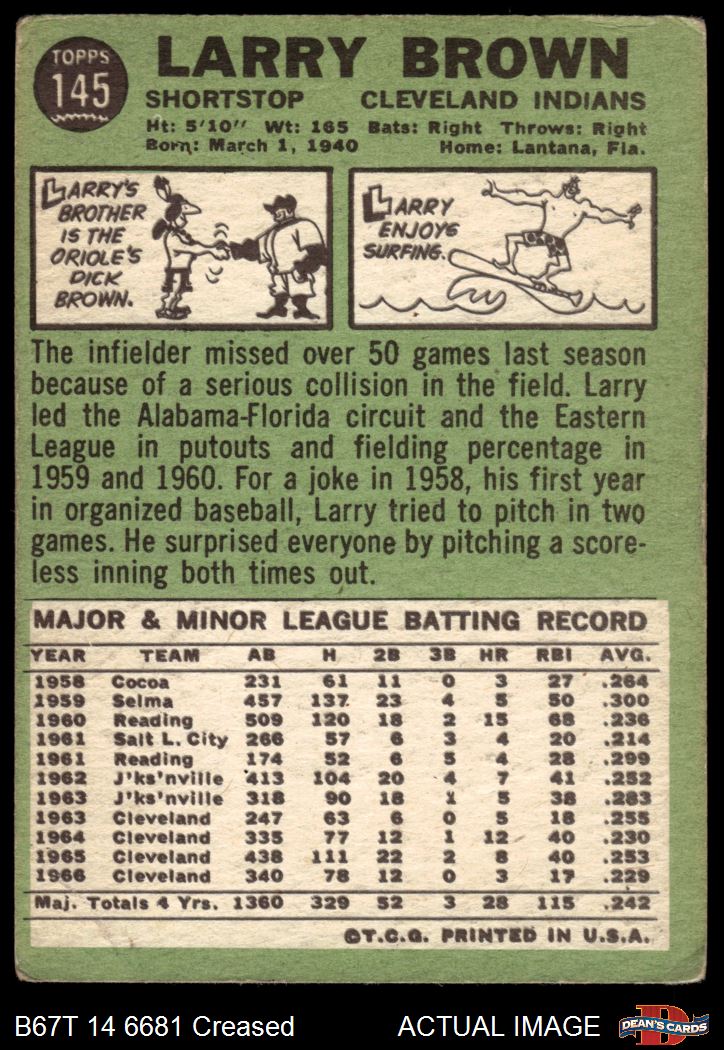 TOPPS
145
LARRY BROWN
SHORTSTOP CLEVELAND INDIANS
Ht: 5'10" Wt: 165 Bats: Right Throws: Right
Born: March 1, 1940 Home: Lantana, Fla.
LARRY'S
BROTHER
IS THE
ORIOLE'S
DICK
BROWN.
LARRY
ENJOYS
SURFING.
The infielder missed over 50 games last season
because of a serious collision in the field. Larry
led the Alabama-Florida circuit and the Eastern
League in putouts and fielding percentage in
1959 and 1960. For a joke in 1958, his first year
in organized baseball, Larry tried to pitch in two
games. He surprised everyone by pitching a score-
less inning both times out.
MAJOR & MINOR LEAGUE BATTING RECORD
YEAR TEAM AB H 2B 3B HR RBI AVG.
1958 Cocoa 231 61 11 0 3 27 .264
1959 Selma 457 137 23 4 5 50 .300
1960 Reading 509 120 18 2 15 68 .236
1961 Salt L. City 266 57 6 3 4 20 .214
1961 Reading 174 52 6 5 4 28 .299
1962 J'ks'nville 413 104 20 4 7 41 .252
1963 J'ks'nville 318 90 18 1 5 38 .283
1963 Cleveland 247 63 6 0 5 18 .255
1964 Cleveland 335 77 12 1 12 40 .230
1965 Cleveland 438 111 22 2 8 40 .253
1966 Cleveland 340 78 12 0 3 17 .229
Maj. Totals 4 Yrs. 1360 329 52 3 28 115 .242
©T.C.G. PRINTED IN U.S.A.
B67T 14 6681 Creased ACTUAL IMAGE
D
DEAN'S CARDS